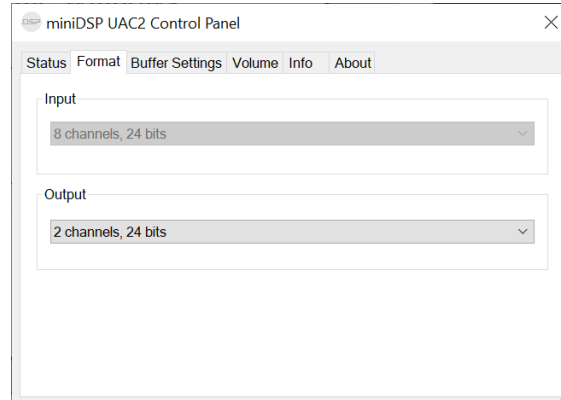 DSP miniDSP UAC2 Control Panel
Status Format Buffer Settings Volume Info About
Input
8 channels, 24 bits
Output
2 channels, 24 bits